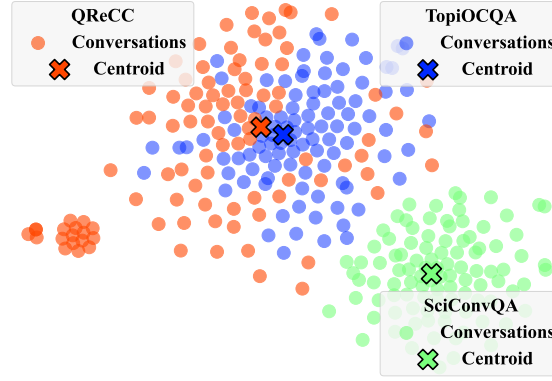 QReCC
Conversations
Centroid
TopiOCQA
Conversations
Centroid
SciConvQA
Conversations
Centroid